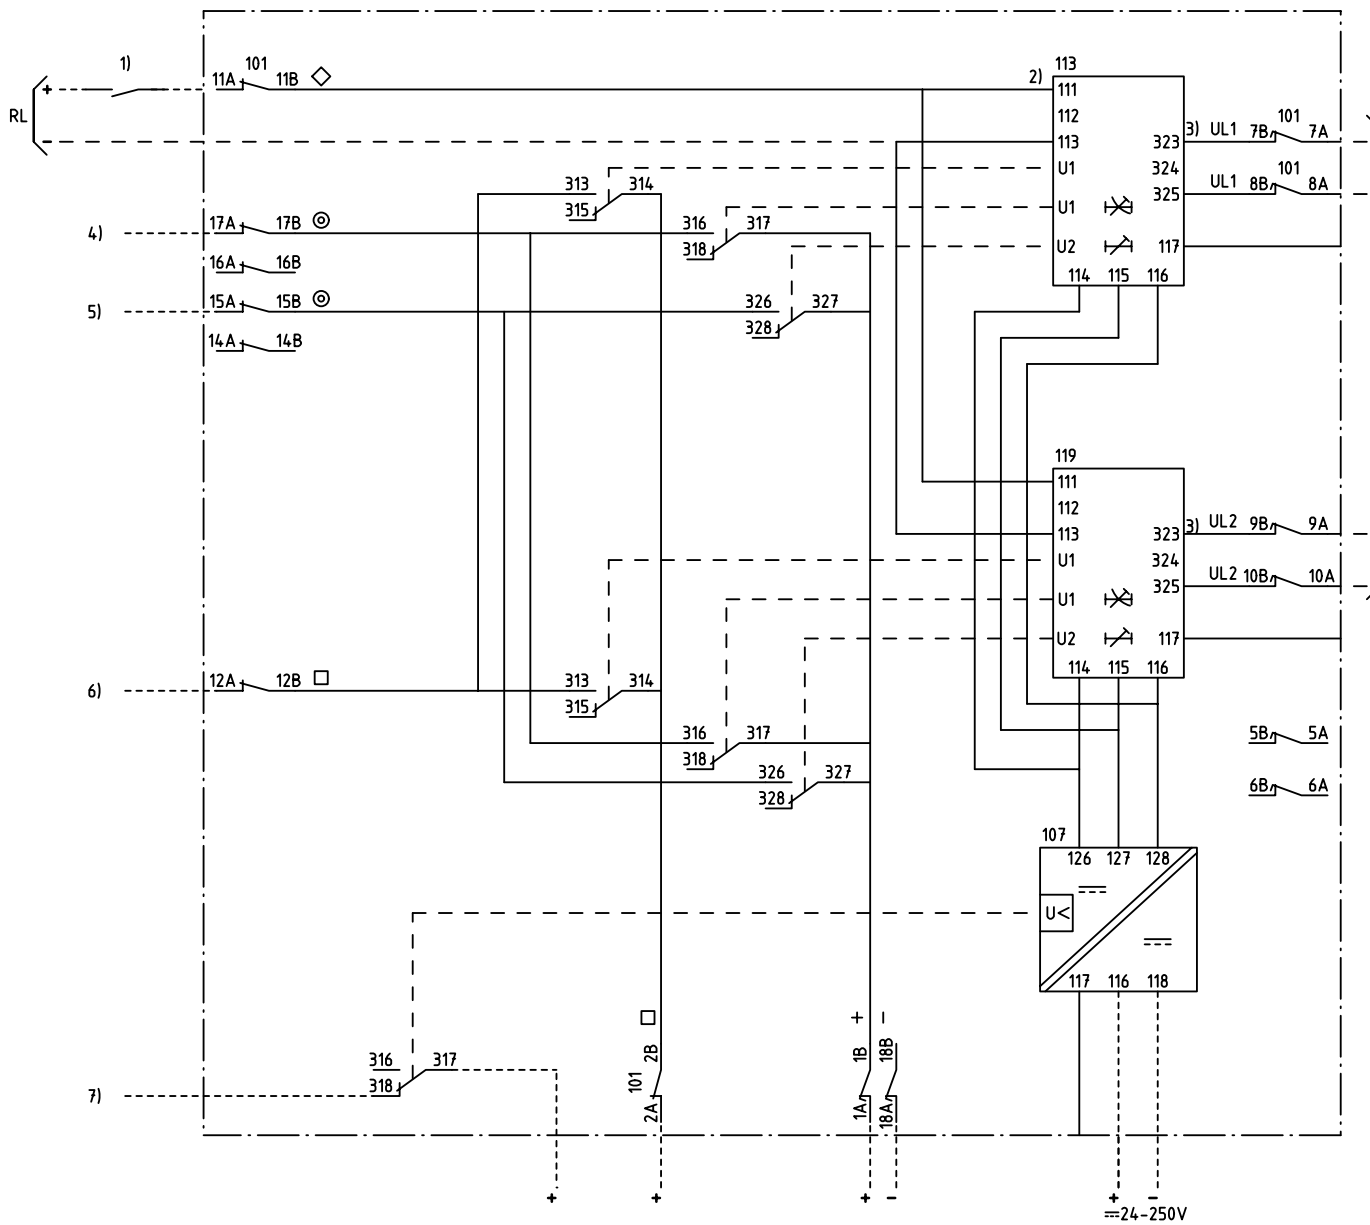 1)
11A 101 11B
RL
+
-
2)
113
111
112
113
U1
U1
U2
114 115 116
323
324
325
117
3) UL1 7B 101 7A
UL1 8B 101 8A
313 314
315
4) 17A 17B
316 317
318
16A 16B
5) 15A 15B
326 327
328
14A 14B
119
111
112
113
U1
U1
U2
114 115 116
323
324
325
117
3) UL2 9B 9A
UL2 10B 10A
6) 12A 12B
313 314
315
316 317
318
326 327
328
5B 5A
6B 6A
107
126 127 128
U<
117 116 118
+ -
2B
101
2A
1B
1A
18B
18A
316 317
7) 318
+ + + - + -
24-250V